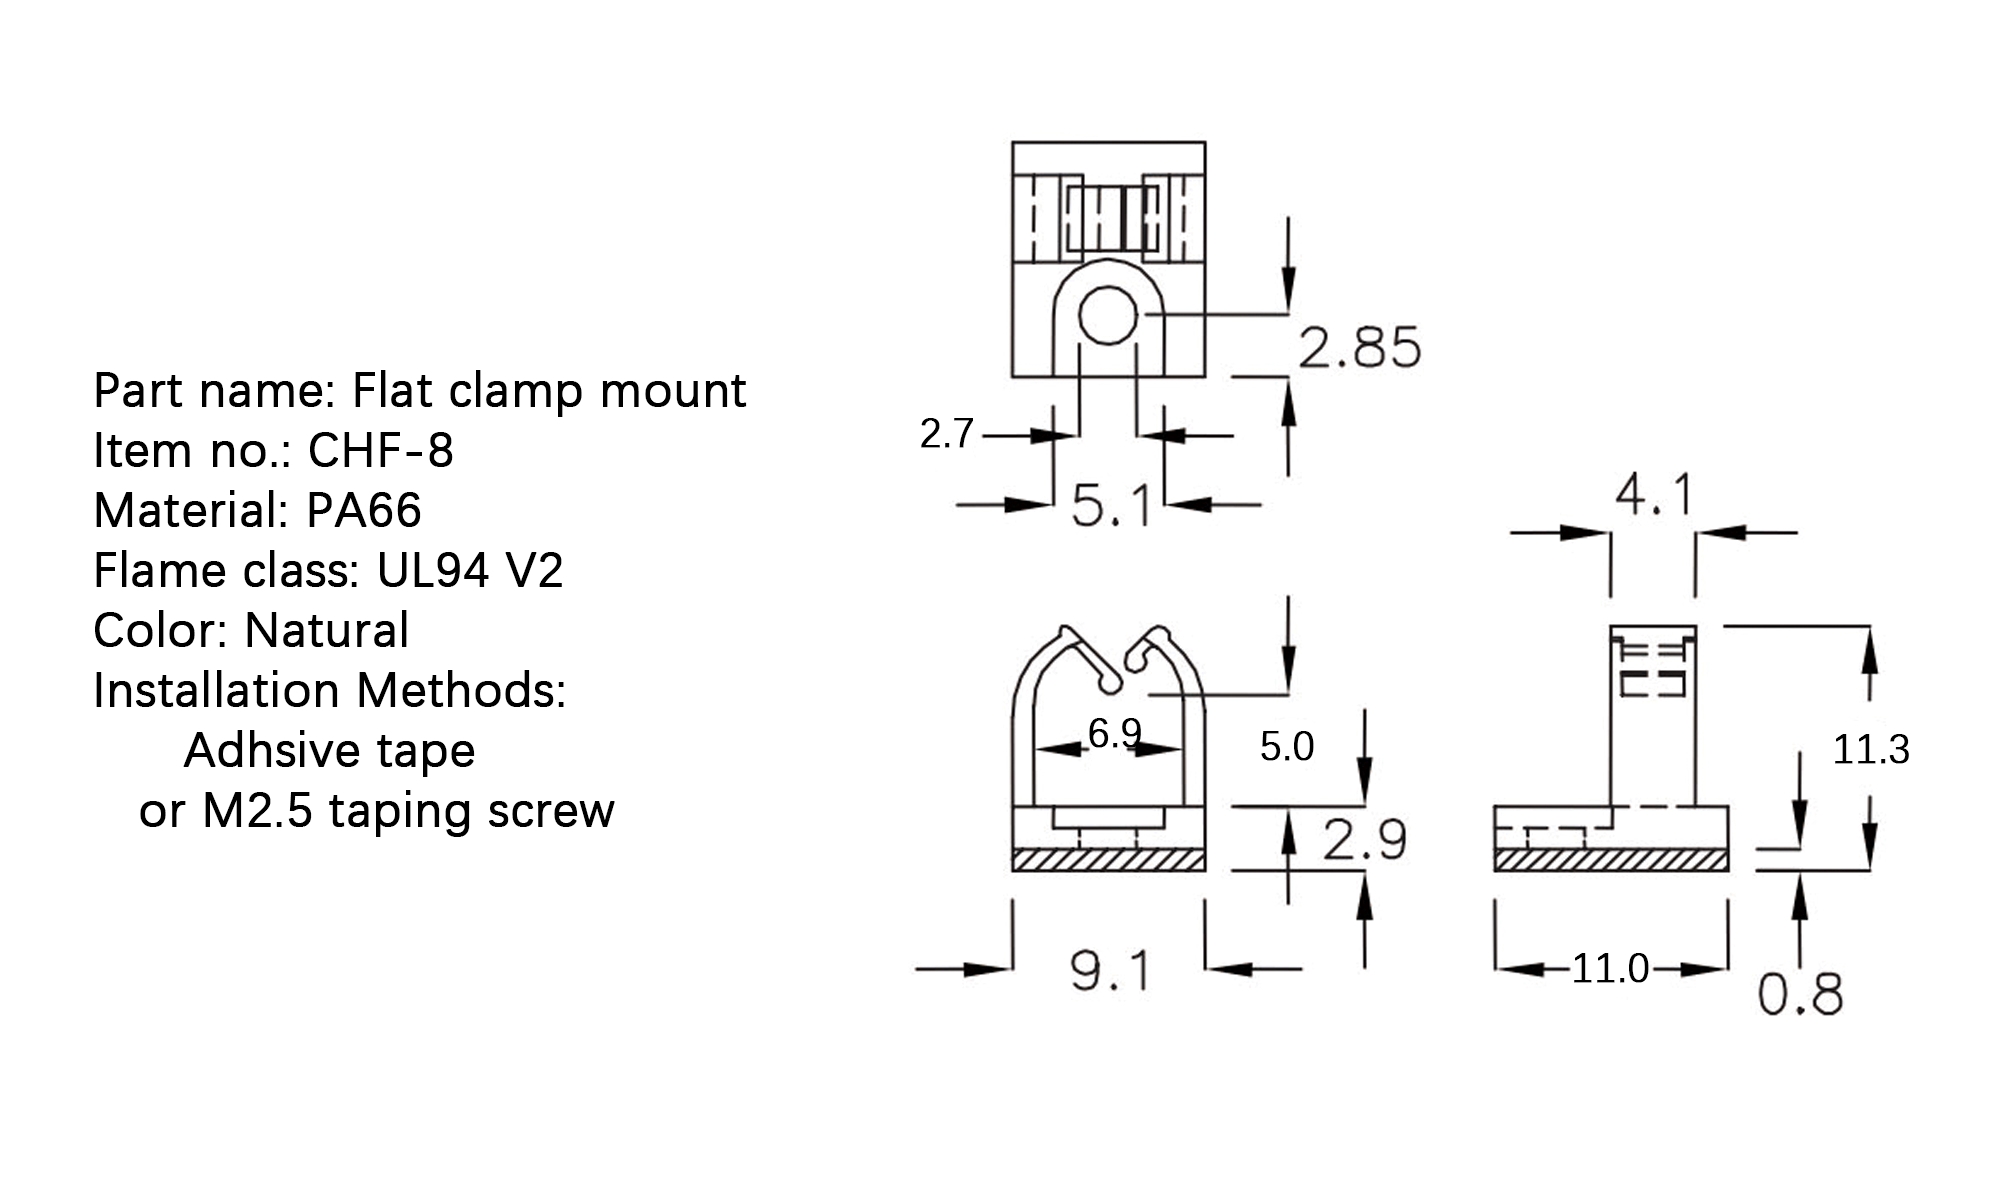 Part name: Flat clamp mount
Item no.: CHF-8
Material: PA66
Flame class: UL94 V2
Color: Natural
Installation Methods:
Adhsive tape
or M2.5 taping screw
2.85
2.7
5.1
4.1
6.9
5.0
11.3
2.9
9.1
11.0
0.8